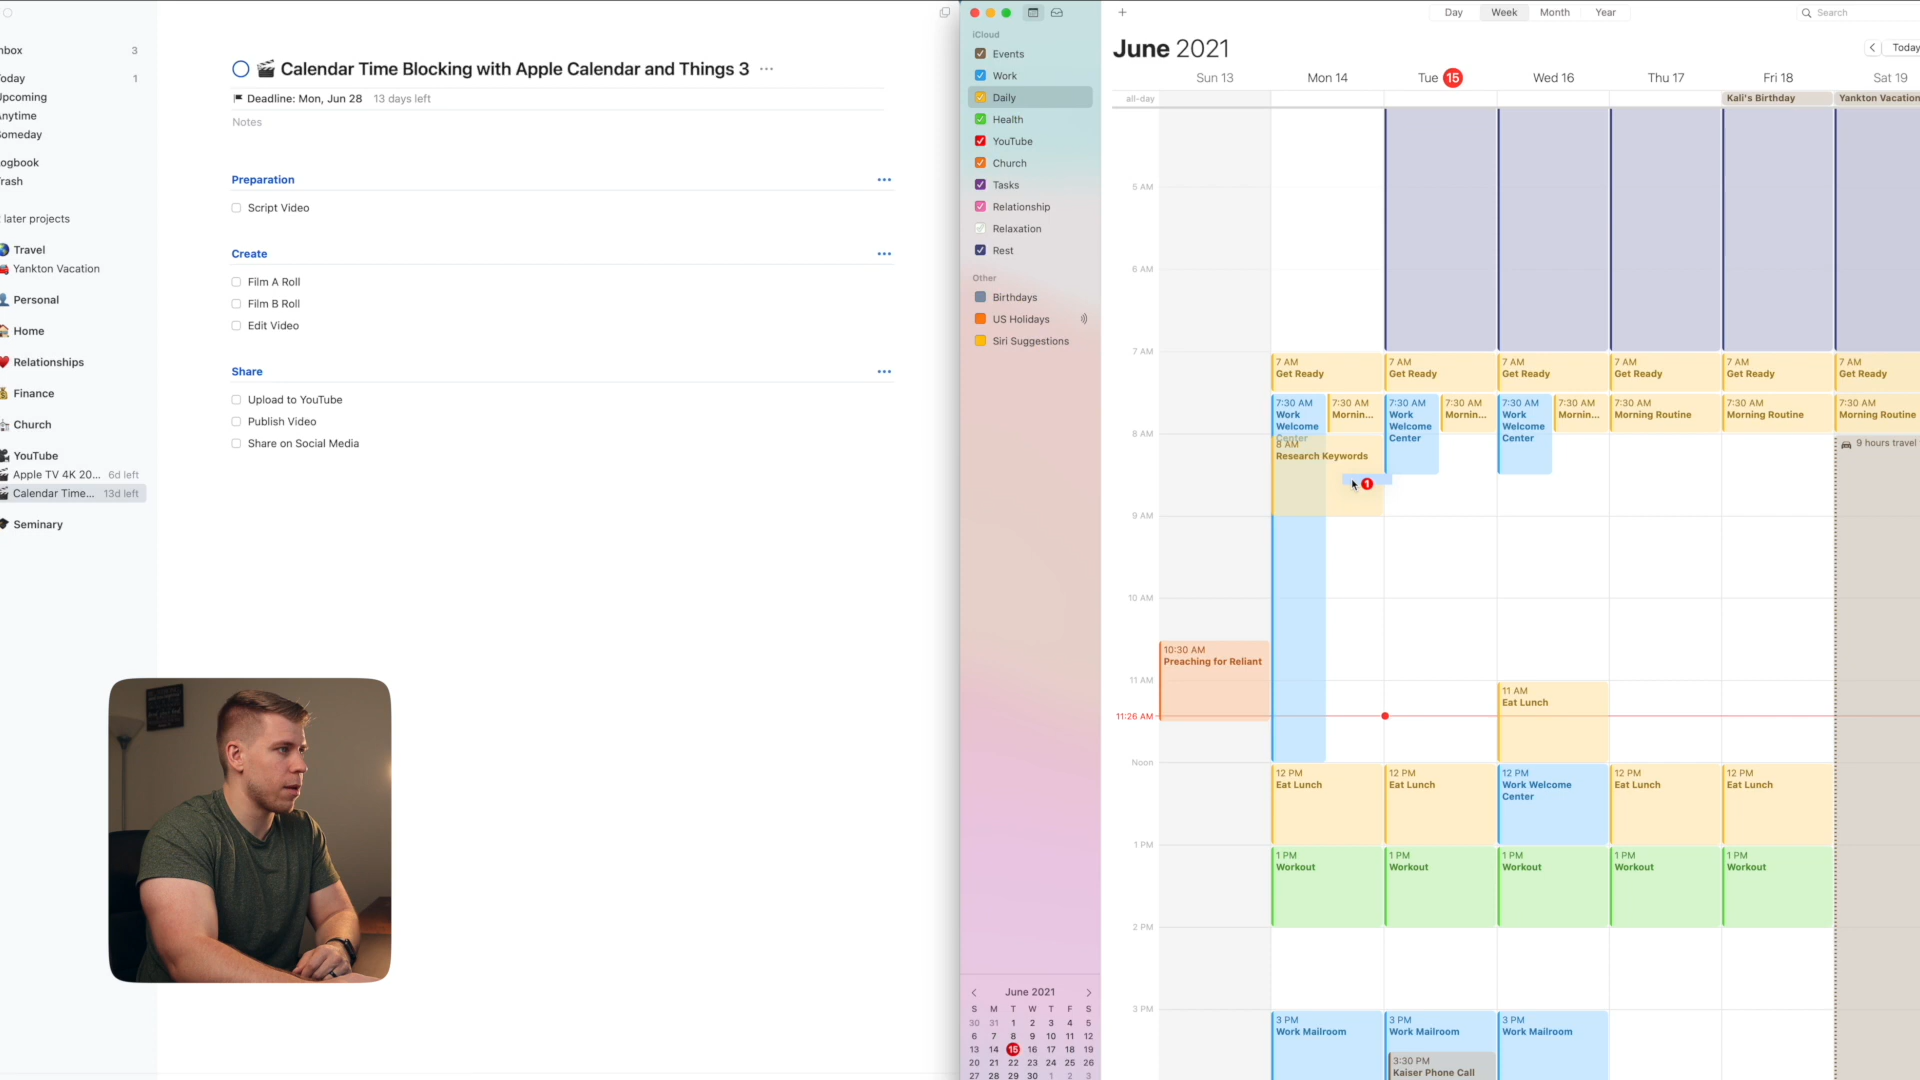 nbox 3
oday 1
pcoming
nytime
Someday
ogbook
rash
later projects
Travel
Yankton Vacation
Personal
Home
Relationships
Finance
Church
YouTube
Apple TV 4K 20... 6d left
Calendar Time... 13d left
Seminary
Calendar Time Blocking with Apple Calendar and Things 3 ...
Deadline: Mon, Jun 28 13 days left
Notes
Preparation
Script Video
Create
Film A Roll
Film B Roll
Edit Video
Share
Upload to YouTube
Publish Video
Share on Social Media
iCloud
Events
Work
Daily
Health
YouTube
Church
Tasks
Relationship
Relaxation
Rest
Other
Birthdays
US Holidays
Siri Suggestions
June 2021
S M T W T F S
30 31 1 2 3 4 5
6 7 8 9 10 11 12
13 14 15 16 17 18 19
20 21 22 23 24 25 26
27 28 29 30 1 2 3
Day Week Month Year
Search
June 2021
Today
Sun 13 Mon 14 Tue 15 Wed 16 Thu 17 Fri 18 Sat 19
all-day
Kali's Birthday
Yankton Vacation
5 AM
6 AM
7 AM
8 AM
9 AM
10 AM
11 AM
11:26 AM
Noon
1 PM
2 PM
3 PM
10:30 AM
Preaching for Reliant
7 AM
Get Ready
7:30 AM
Work
Welcome
Center
7:30 AM
Mornin...
8 AM
Research Keywords
1
12 PM
Eat Lunch
1 PM
Workout
3 PM
Work Mailroom
7 AM
Get Ready
7:30 AM
Work
Welcome
Center
7:30 AM
Mornin...
12 PM
Eat Lunch
1 PM
Workout
3 PM
Work Mailroom
3:30 PM
Kaiser Phone Call
7 AM
Get Ready
7:30 AM
Work
Welcome
Center
7:30 AM
Mornin...
11 AM
Eat Lunch
12 PM
Work Welcome
Center
1 PM
Workout
3 PM
Work Mailroom
7 AM
Get Ready
7:30 AM
Morning Routine
12 PM
Eat Lunch
1 PM
Workout
7 AM
Get Ready
7:30 AM
Morning Routine
12 PM
Eat Lunch
1 PM
Workout
7 AM
Get Ready
7:30 AM
Morning Routine
9 hours travel